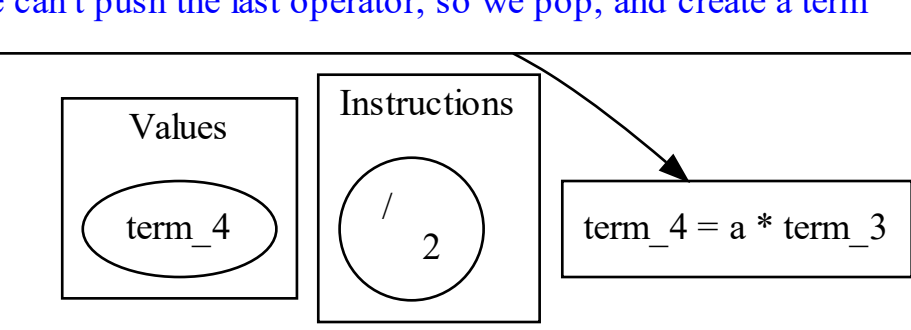 can't push the last operator, so we pop, and create a term
Values
Instructions
term_4
/
2
term_4 = a * term_3